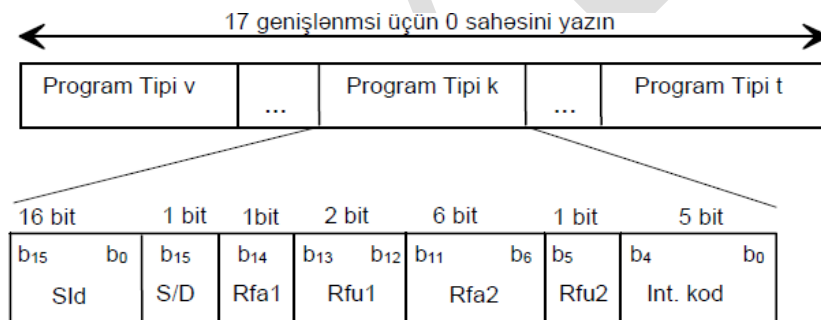 17 genişlənmsi üçün 0 sahəsini yazın
Program Tipi v ... Program Tipi k ... Program Tipi t
16 bit 1 bit 1bit 2 bit 6 bit 1 bit 5 bit
b15 b0 b15 b14 b13 b12 b11 b6 b5 b4 b0
SId S/D Rfa1 Rfu1 Rfa2 Rfu2 Int. kod